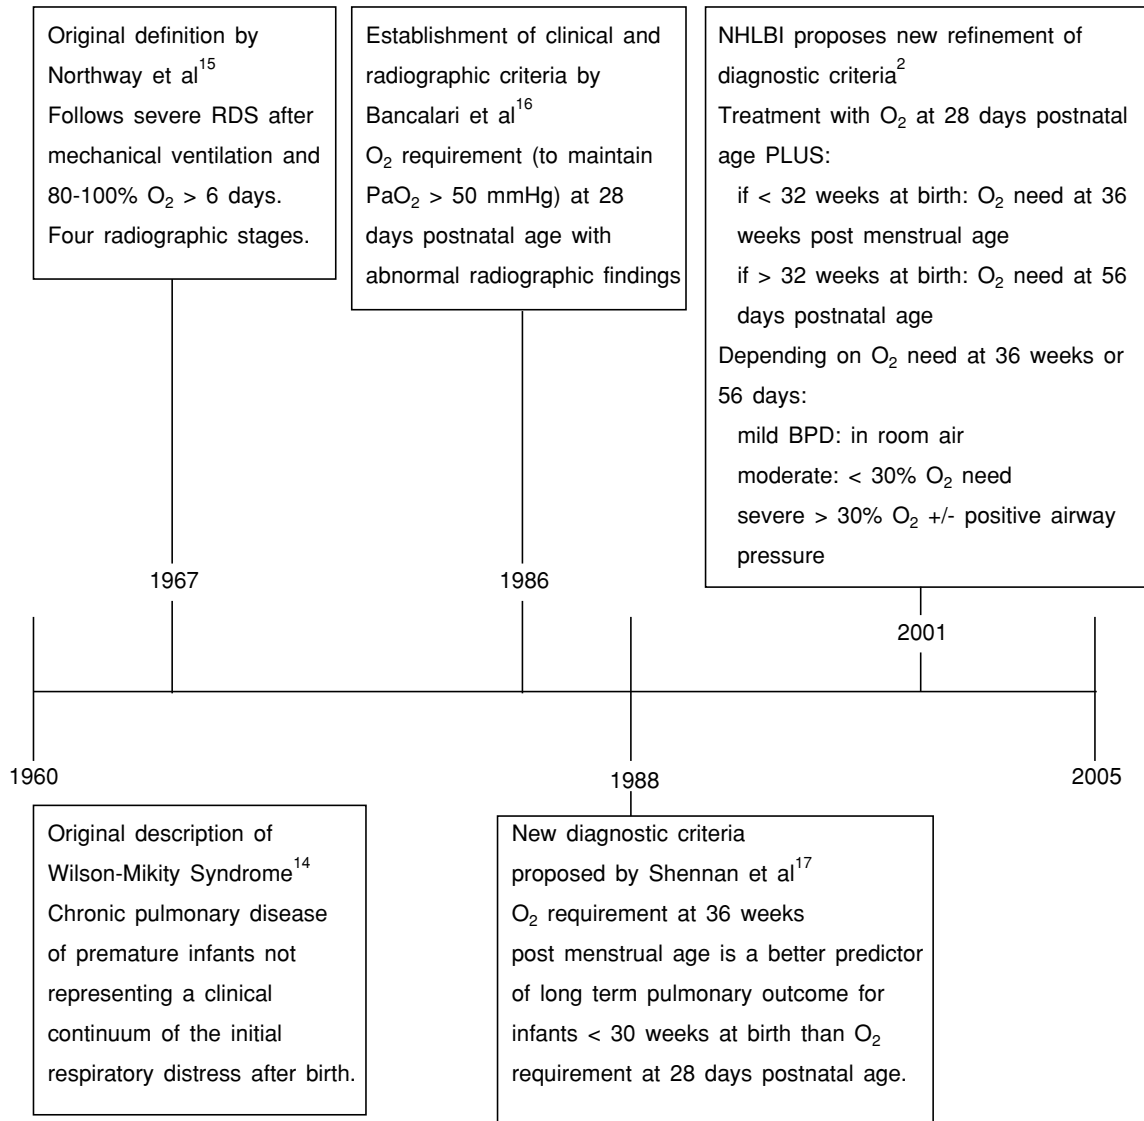 Original definition by
Northway et al15
Follows severe RDS after
mechanical ventilation and
80-100% O2 > 6 days.
Four radiographic stages.
Establishment of clinical and
radiographic criteria by
Bancalari et al16
O2 requirement (to maintain
PaO2 > 50 mmHg) at 28
days postnatal age with
abnormal radiographic findings
NHLBI proposes new refinement of
diagnostic criteria2
Treatment with O2 at 28 days postnatal
age PLUS:
if < 32 weeks at birth: O2 need at 36
weeks post menstrual age
if > 32 weeks at birth: O2 need at 56
days postnatal age
Depending on O2 need at 36 weeks or
56 days:
mild BPD: in room air
moderate: < 30% O2 need
severe > 30% O2 +/- positive airway
pressure
1967
1986
2001
1960
1988
2005
Original description of
Wilson-Mikity Syndrome14
Chronic pulmonary disease
of premature infants not
representing a clinical
continuum of the initial
respiratory distress after birth.
New diagnostic criteria
proposed by Shennan et al17
O2 requirement at 36 weeks
post menstrual age is a better predictor
of long term pulmonary outcome for
infants < 30 weeks at birth than O2
requirement at 28 days postnatal age.